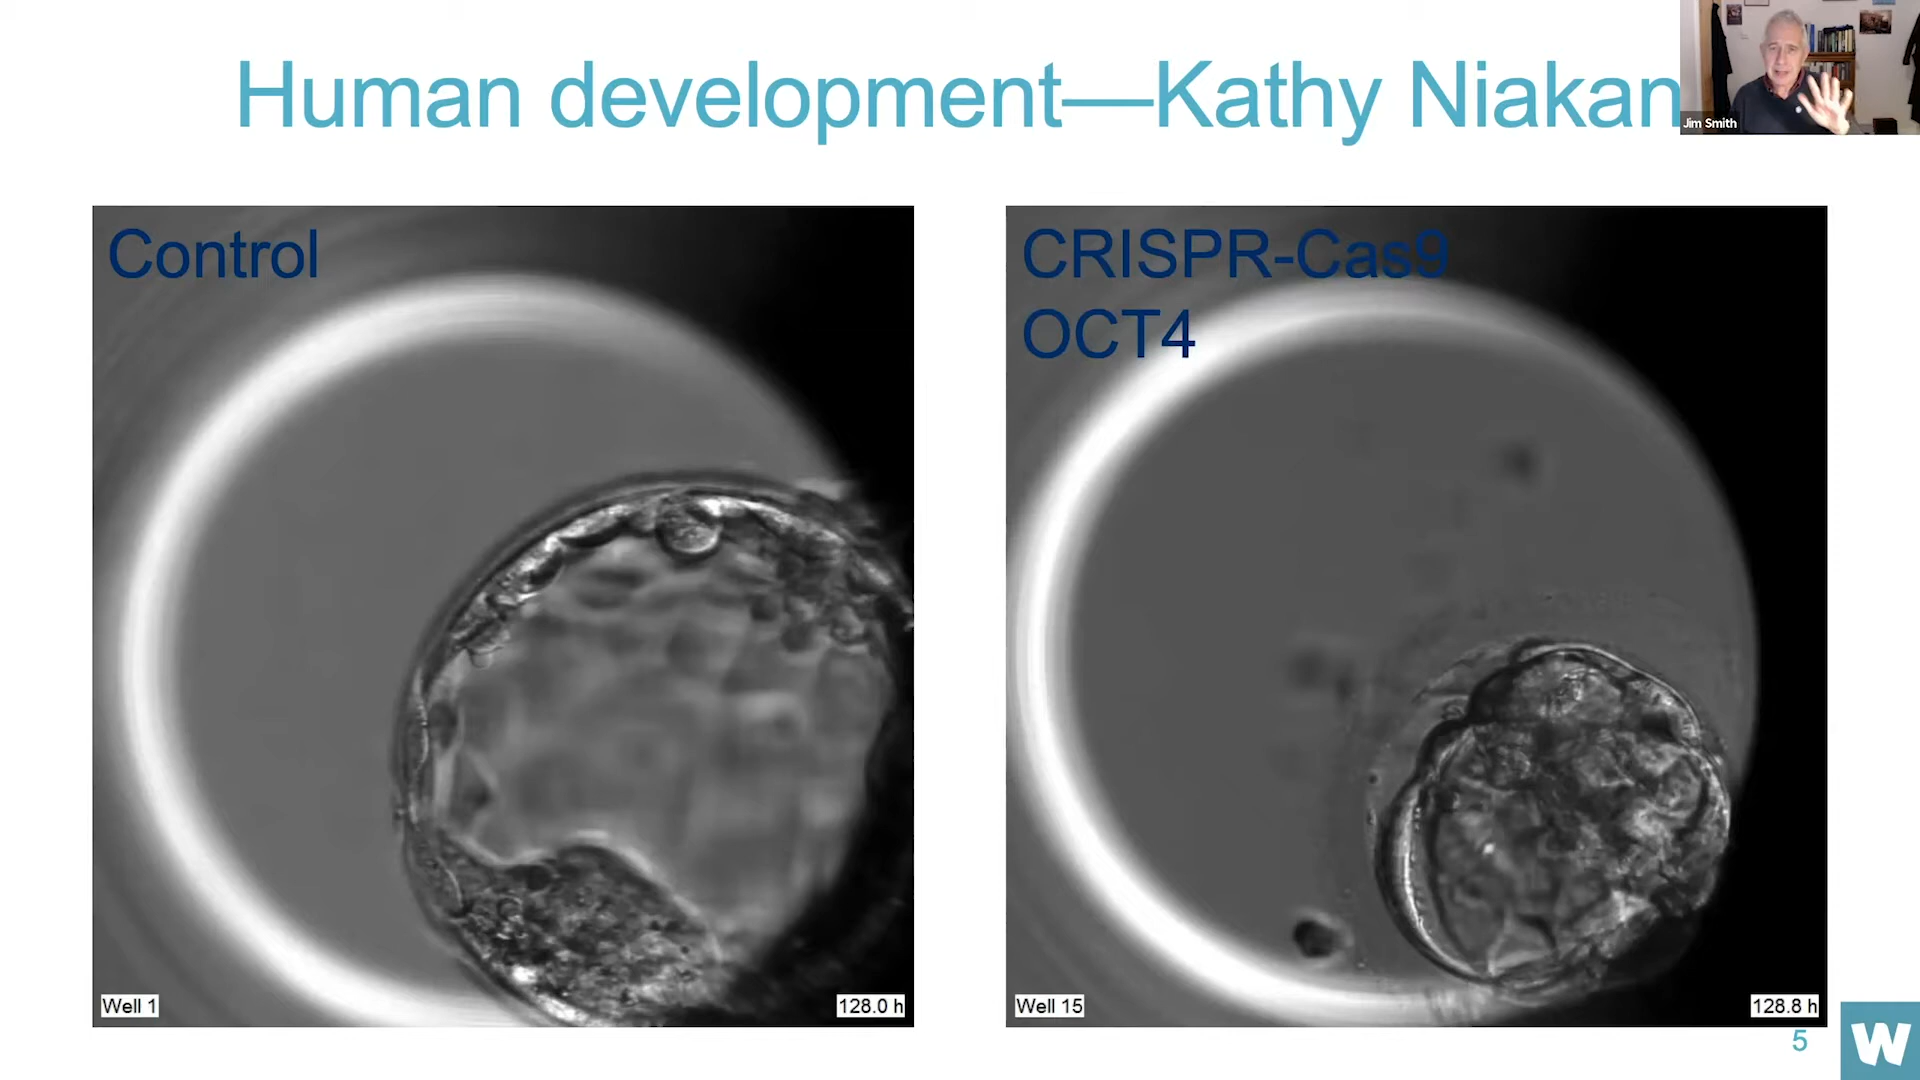 Human development—Kathy Niakan
Jim Smith
Control
CRISPR-Cas9
OCT4
Well 1
128.0 h
Well 15
128.8 h
5
W